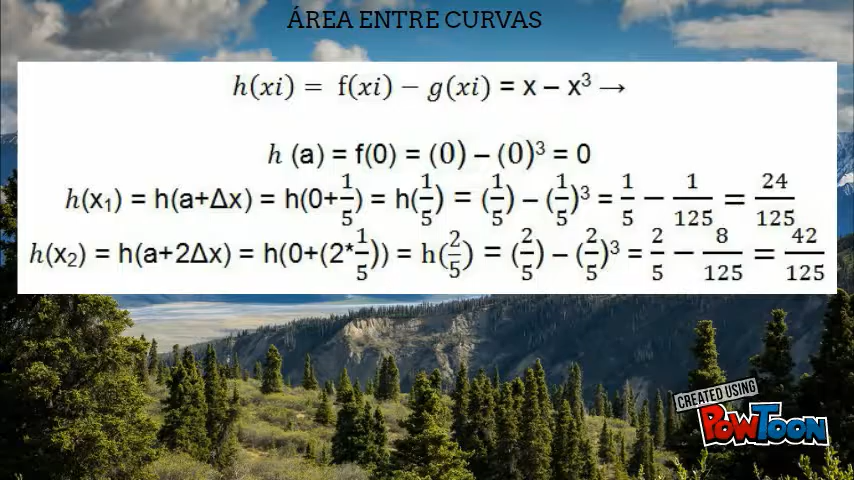 ÁREA ENTRE CURVAS
h(xi) = f(xi) − g(xi) = x − x³ →
h (a) = f(0) = (0) − (0)³ = 0
h(x₁) = h(a+Δx) = h(0+1/5) = h(1/5) = (1/5) − (1/5)³ = 1/5 − 1/125 = 24/125
h(x₂) = h(a+2Δx) = h(0+(2*1/5)) = h(2/5) = (2/5) − (2/5)³ = 2/5 − 8/125 = 42/125
CREATED USING
POWTOON